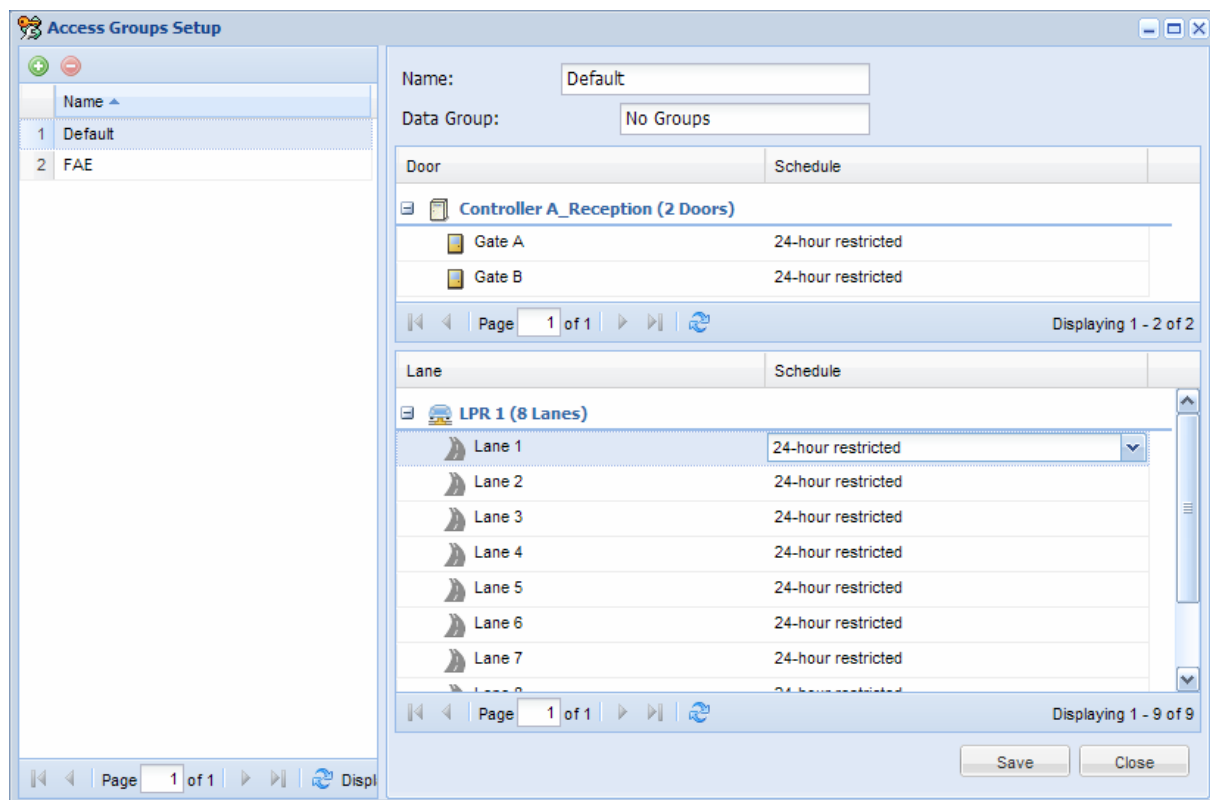 Access Groups Setup
Name
1 Default
2 FAE
Page 1 of 1
Name: Default
Data Group: No Groups
Door Schedule
Controller A_Reception (2 Doors)
Gate A 24-hour restricted
Gate B 24-hour restricted
Page 1 of 1 Displaying 1 - 2 of 2
Lane Schedule
LPR 1 (8 Lanes)
Lane 1 24-hour restricted
Lane 2 24-hour restricted
Lane 3 24-hour restricted
Lane 4 24-hour restricted
Lane 5 24-hour restricted
Lane 6 24-hour restricted
Lane 7 24-hour restricted
Page 1 of 1 Displaying 1 - 9 of 9
Save Close